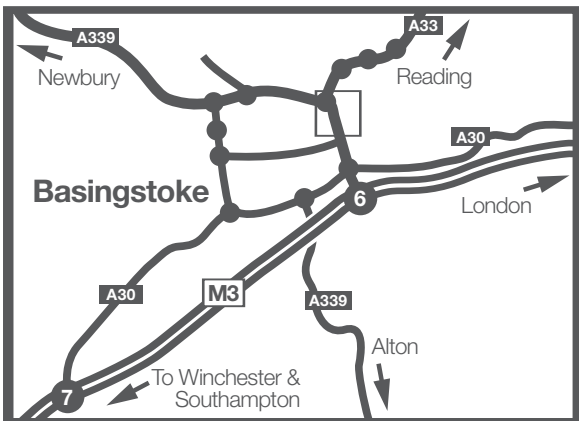 A33
A339
Newbury
Reading
A30
Basingstoke
6
London
A30
M3
A339
Alton
To Winchester &
Southampton
7